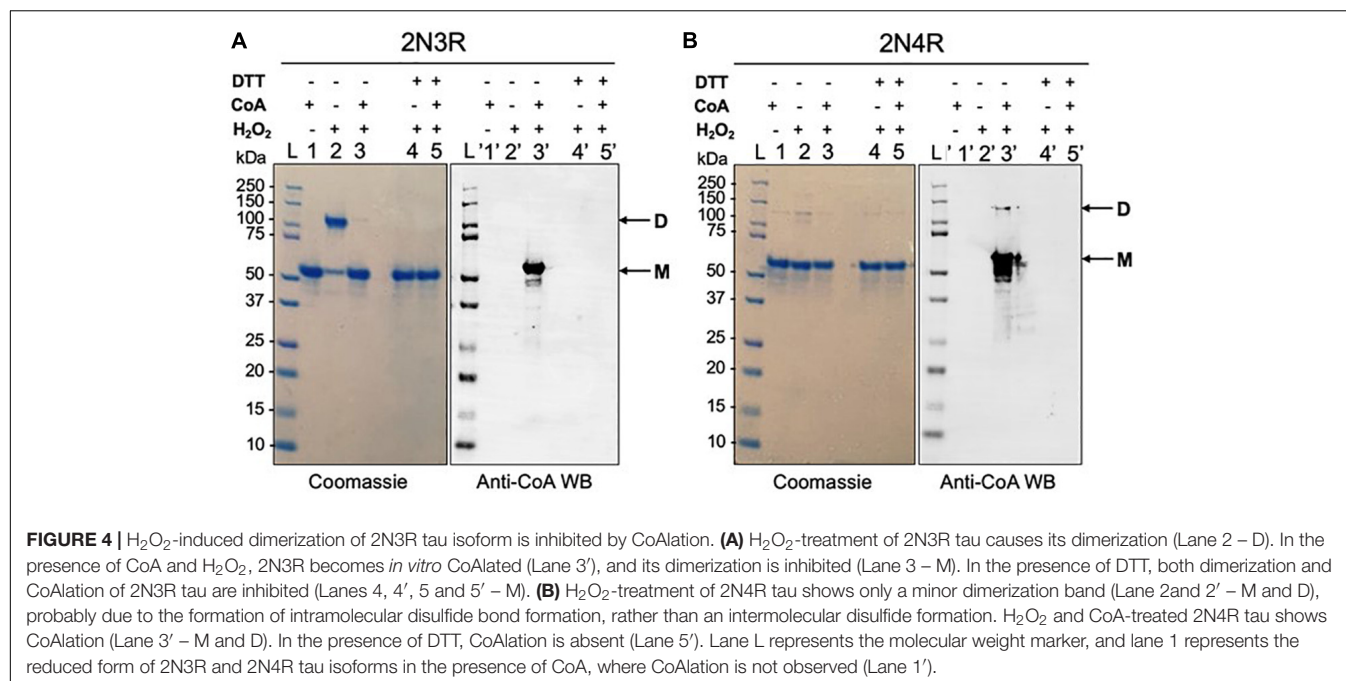 A
2N3R
DTT - - - + + - - - + +
CoA + - + - + + - + - +
H₂O₂ - + + + + - + + + +
kDa L 1 2 3 4 5 L' 1' 2' 3' 4' 5'
250
150
100
75
50
37
25
20
15
10
D
M
Coomassie Anti-CoA WB
B
2N4R
DTT - - - + + - - - + +
CoA + - + - + + - + - +
H₂O₂ - + + + + - + + + +
kDa L 1 2 3 4 5 L' 1' 2' 3' 4' 5'
250
150
100
75
50
37
25
20
15
10
D
M
Coomassie Anti-CoA WB
FIGURE 4 | H₂O₂-induced dimerization of 2N3R tau isoform is inhibited by CoAlation. (A) H₂O₂-treatment of 2N3R tau causes its dimerization (Lane 2 – D). In the
presence of CoA and H₂O₂, 2N3R becomes in vitro CoAlated (Lane 3′), and its dimerization is inhibited (Lane 3 – M). In the presence of DTT, both dimerization and
CoAlation of 2N3R tau are inhibited (Lanes 4, 4′, 5 and 5′ – M). (B) H₂O₂-treatment of 2N4R tau shows only a minor dimerization band (Lane 2and 2′ – M and D),
probably due to the formation of intramolecular disulfide bond formation, rather than an intermolecular disulfide formation. H₂O₂ and CoA-treated 2N4R tau shows
CoAlation (Lane 3′ – M and D). In the presence of DTT, CoAlation is absent (Lane 5′). Lane L represents the molecular weight marker, and lane 1 represents the
reduced form of 2N3R and 2N4R tau isoforms in the presence of CoA, where CoAlation is not observed (Lane 1′).